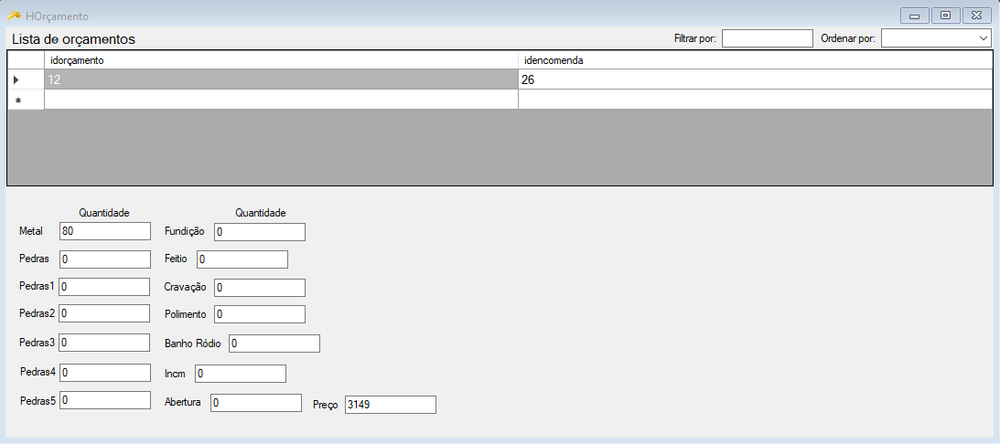 HOrçamento
Lista de orçamentos Filtrar por: Ordenar por:
idorçamento idencomenda
12 26
Quantidade Quantidade
Metal 80 Fundição 0
Pedras 0 Feitio 0
Pedras1 0 Cravação 0
Pedras2 0 Polimento 0
Pedras3 0 Banho Ródio 0
Pedras4 0 Incm 0
Pedras5 0 Abertura 0 Preço 3149